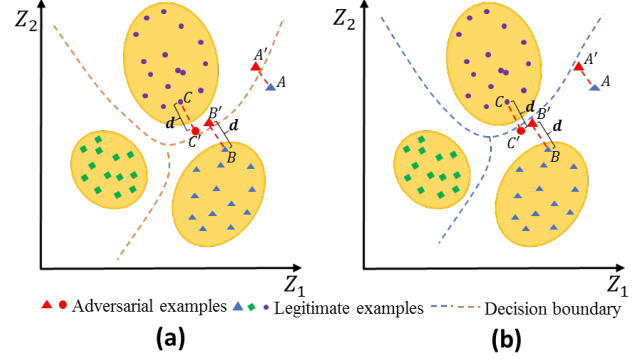 Z2
Z2
A′
A
C
B′
d
d
C′
B
Z1
A′
A
C
B′
d
d
C′
B
Z1
Adversarial examples Legitimate examples Decision boundary
(a) (b)